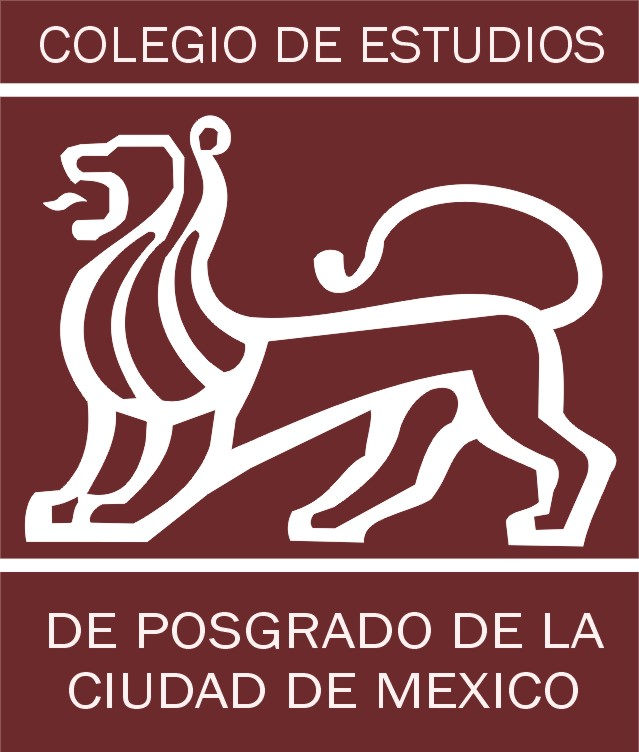 COLEGIO DE ESTUDIOS
DE POSGRADO DE LA
CIUDAD DE MEXICO